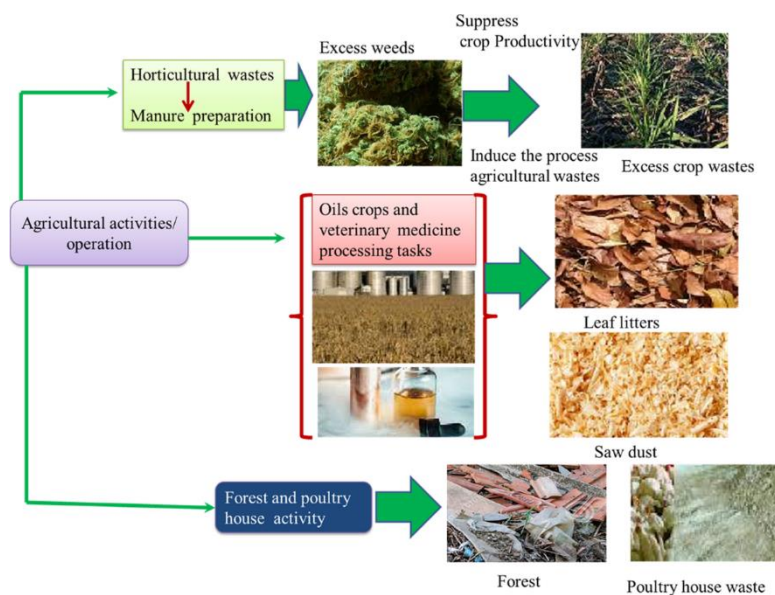 Suppress
crop Productivity
Excess weeds
Horticultural wastes
Manure preparation
Induce the process
agricultural wastes
Excess crop wastes
Agricultural activities/
operation
Oils crops and
veterinary medicine
processing tasks
Leaf litters
Saw dust
Forest and poultry
house activity
Forest
Poultry house waste